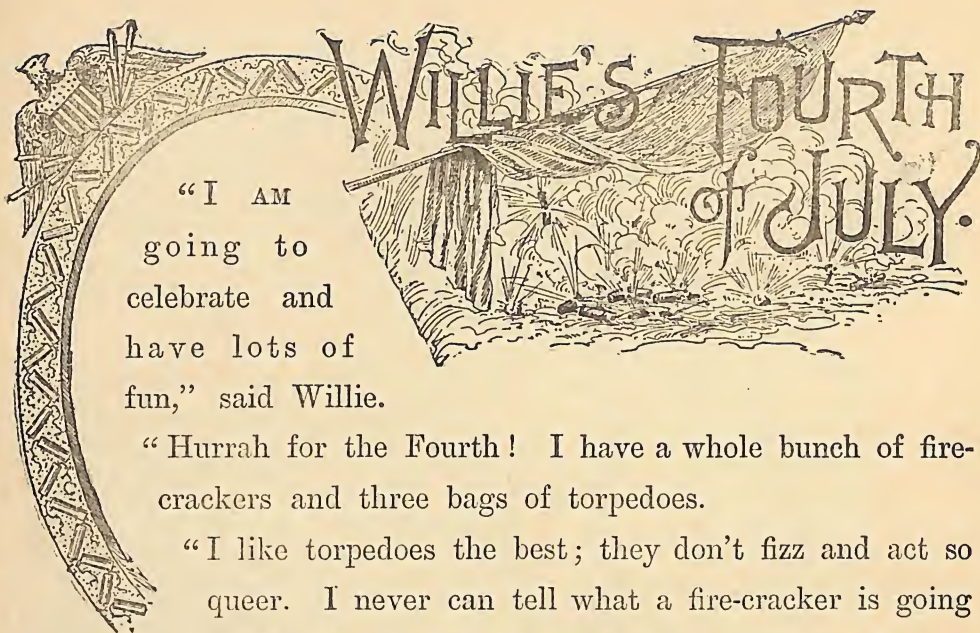 WILLIE'S FOURTH
OF JULY.
"I AM
going to
celebrate and
have lots of
fun," said Willie.
"Hurrah for the Fourth! I have a whole bunch of fire-
crackers and three bags of torpedoes.
"I like torpedoes the best; they don't fizz and act so
queer. I never can tell what a fire-cracker is going